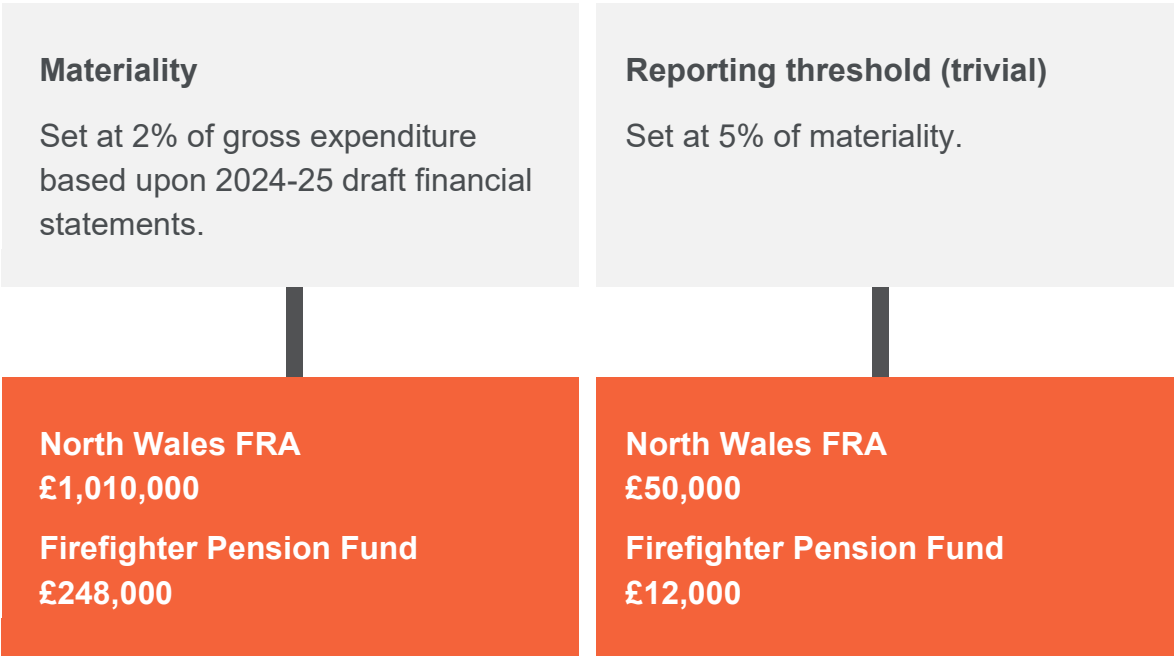 Materiality
Set at 2% of gross expenditure
based upon 2024-25 draft financial
statements.
North Wales FRA
£1,010,000
Firefighter Pension Fund
£248,000
Reporting threshold (trivial)
Set at 5% of materiality.
North Wales FRA
£50,000
Firefighter Pension Fund
£12,000